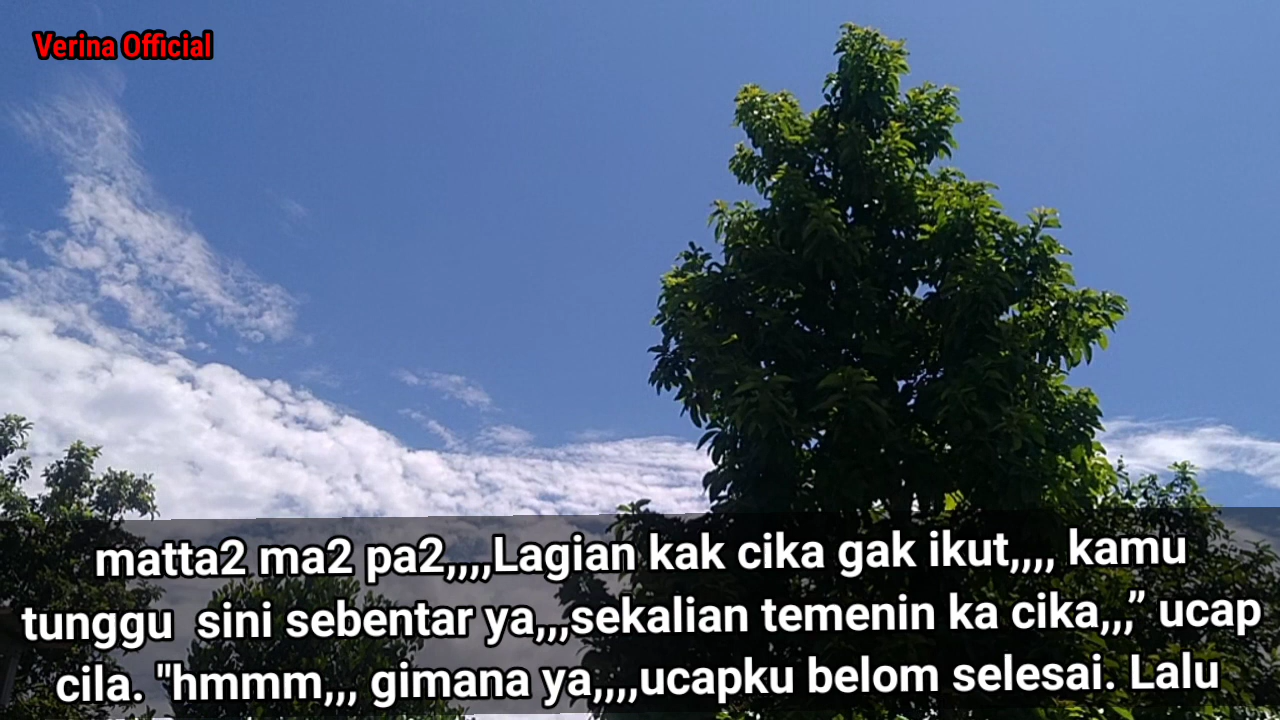 Verina Official
matta2 ma2 pa2,,,,Lagian kak cika gak ikut,,,, kamu
tunggu  sini sebentar ya,,,sekalian temenin ka cika,,,” ucap
cila. "hmmm,,, gimana ya,,,,ucapku belom selesai. Lalu